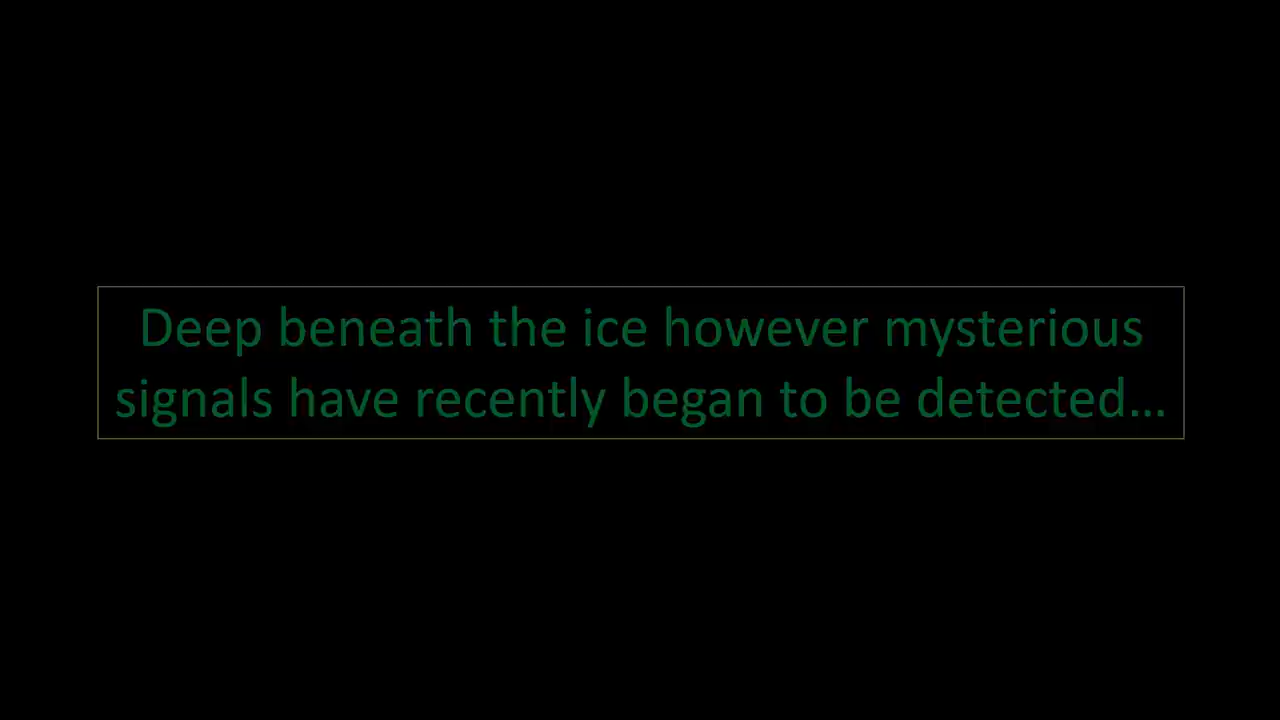 Deep beneath the ice however mysterious
signals have recently began to be detected...